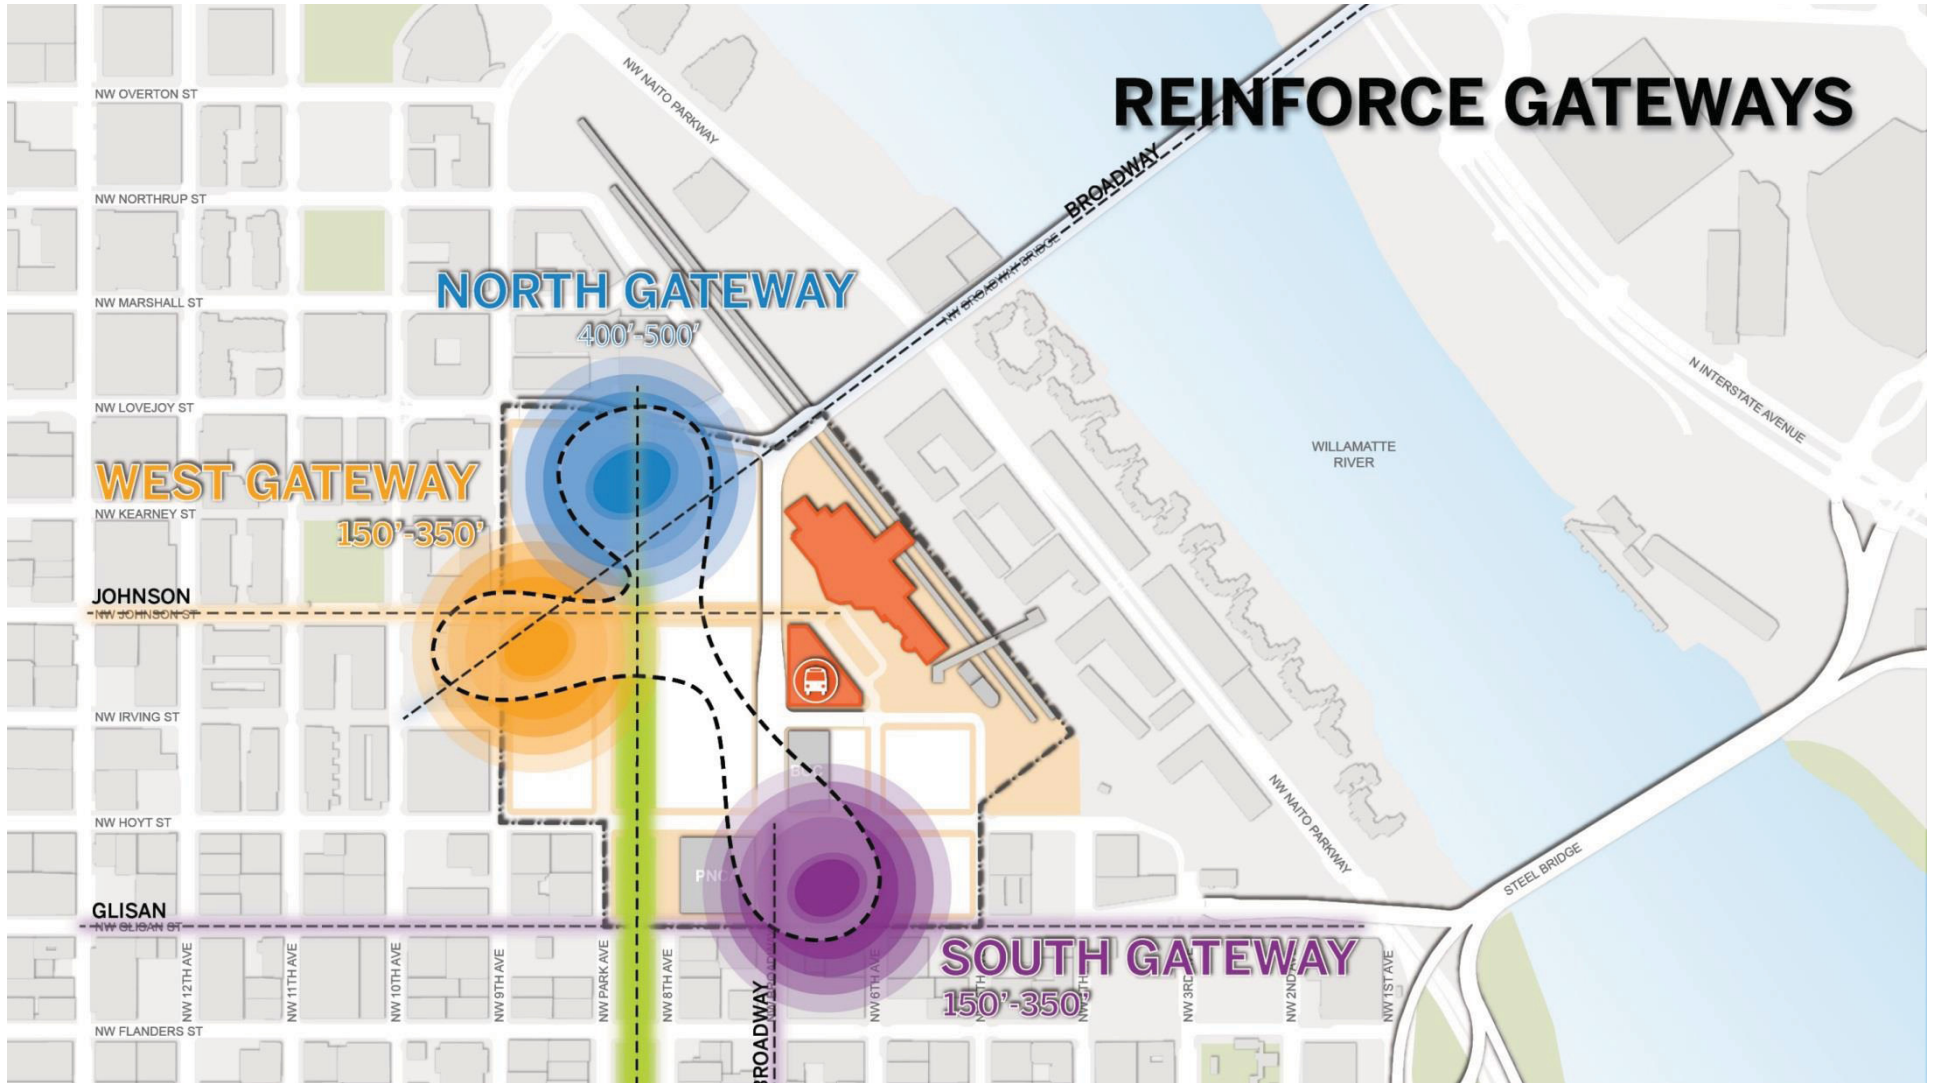 REINFORCE GATEWAYS
NW OVERTON ST
NW NAITO PARKWAY
BROADWAY
NW NORTHRUP ST
NW BROADWAY BRIDGE
NORTH GATEWAY
400'-500'
NW MARSHALL ST
N INTERSTATE AVENUE
NW LOVEJOY ST
WILLAMATTE
RIVER
WEST GATEWAY
150'-350'
NW KEARNEY ST
JOHNSON
NW JOHNSON ST
NW IRVING ST
NW HOYT ST
NW NAITO PARKWAY
STEEL BRIDGE
PNC
GLISAN
NW GLISAN ST
SOUTH GATEWAY
150'-350'
NW 12TH AVE
NW 11TH AVE
NW 10TH AVE
NW 9TH AVE
NW PARK AVE
NW 8TH AVE
BROADWAY
NW 6TH AVE
NW 3RD
NW 2ND
NW 1ST AVE
NW FLANDERS ST